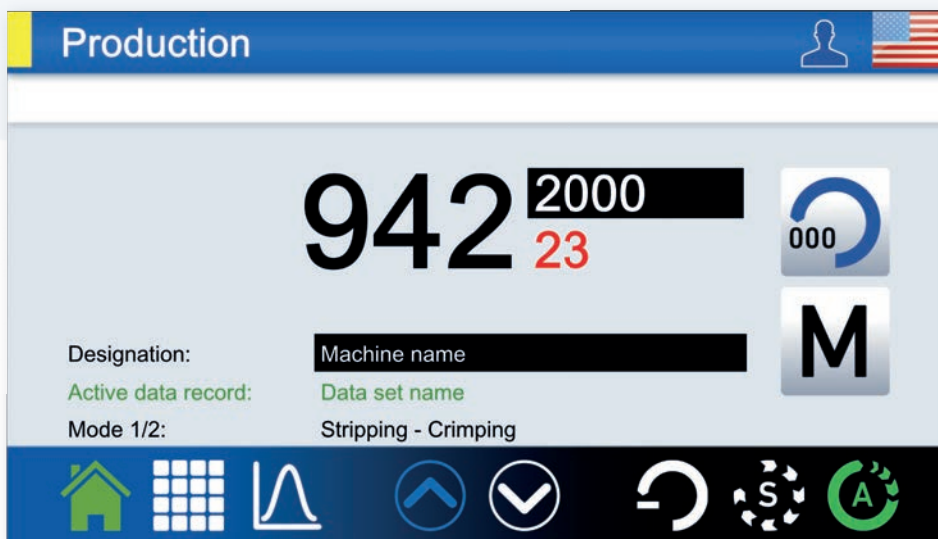 Production
942 2000
23
000
M
Designation: Machine name
Active data record: Data set name
Mode 1/2: Stripping - Crimping
S A